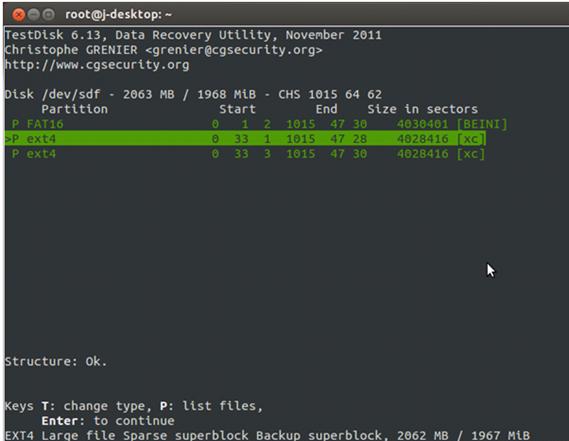 root@j-desktop: ~
TestDisk 6.13, Data Recovery Utility, November 2011
Christophe GRENIER <grenier@cgsecurity.org>
http://www.cgsecurity.org
Disk /dev/sdf - 2063 MB / 1968 MiB - CHS 1015 64 62
Partition Start End Size in sectors
P FAT16 0 1 2 1015 47 30 4030401 [BEINI]
>P ext4 0 33 1 1015 47 28 4028416 [xc]
P ext4 0 33 3 1015 47 30 4028416 [xc]
Structure: Ok.
Keys T: change type, P: list files,
Enter: to continue
EXT4 Large file Sparse superblock Backup superblock, 2062 MB / 1967 MiB